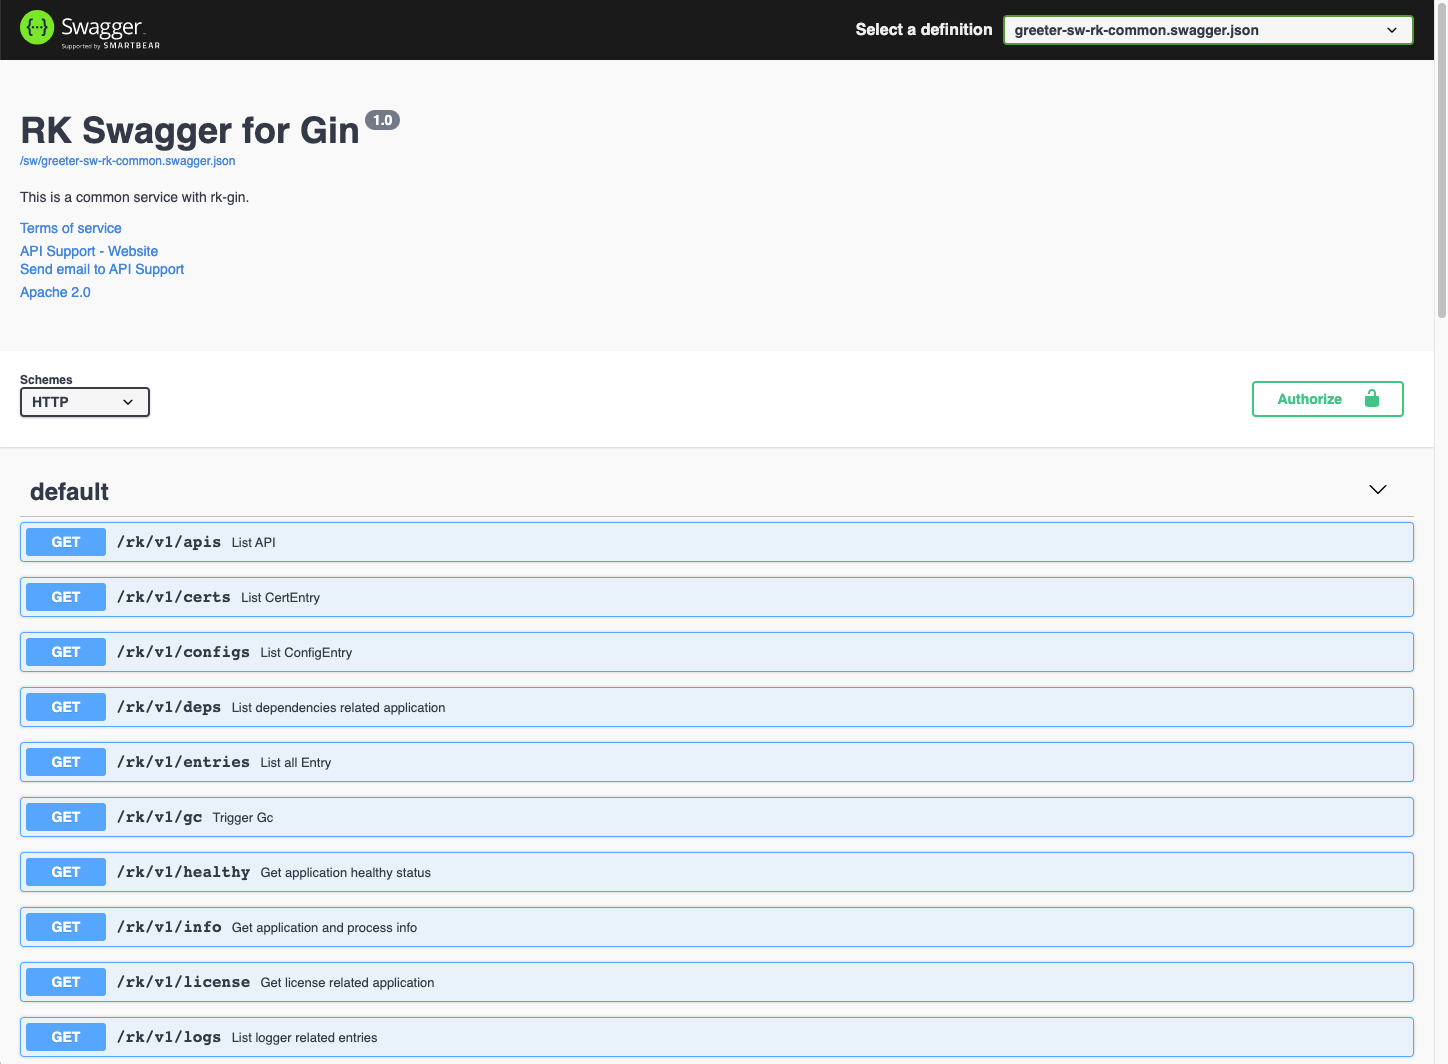 Swagger
Supported by SMARTBEAR
Select a definition
greeter-sw-rk-common.swagger.json
RK Swagger for Gin 1.0
/sw/greeter-sw-rk-common.swagger.json
This is a common service with rk-gin.
Terms of service
API Support - Website
Send email to API Support
Apache 2.0
Schemes
HTTP
Authorize
default
GET /rk/v1/apis List API
GET /rk/v1/certs List CertEntry
GET /rk/v1/configs List ConfigEntry
GET /rk/v1/deps List dependencies related application
GET /rk/v1/entries List all Entry
GET /rk/v1/gc Trigger Gc
GET /rk/v1/healthy Get application healthy status
GET /rk/v1/info Get application and process info
GET /rk/v1/license Get license related application
GET /rk/v1/logs List logger related entries